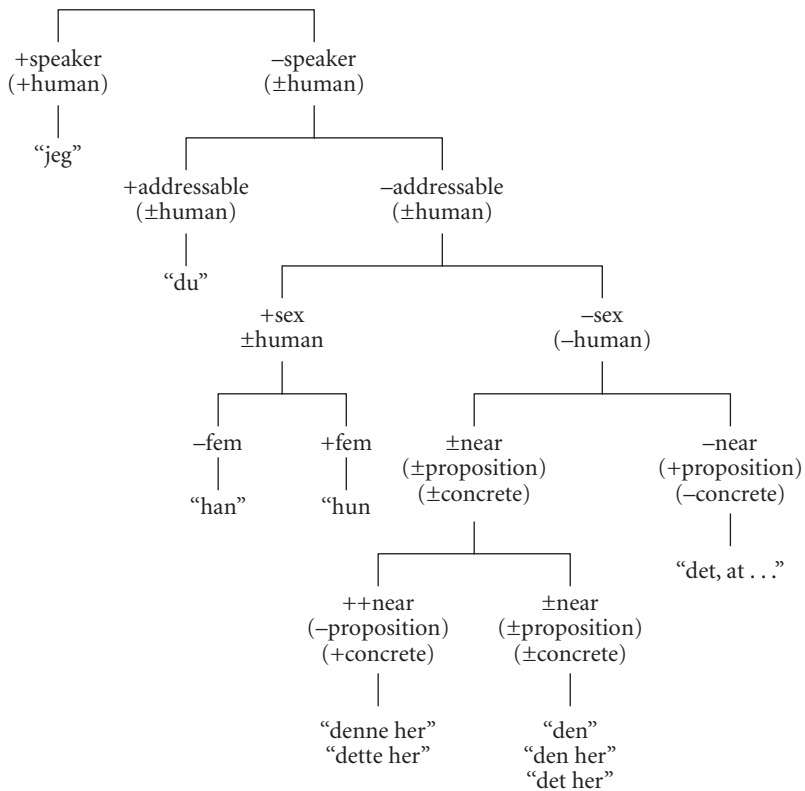 +speaker
(+human)
–speaker
(±human)
“jeg”
+addressable
(±human)
–addressable
(±human)
“du”
+sex
±human
–sex
(–human)
–fem
+fem
±near
(±proposition)
(±concrete)
–near
(+proposition)
(–concrete)
“han”
“hun
“det, at . . .”
++near
(–proposition)
(+concrete)
±near
(±proposition)
(±concrete)
“denne her”
“dette her”
“den”
“den her”
“det her”